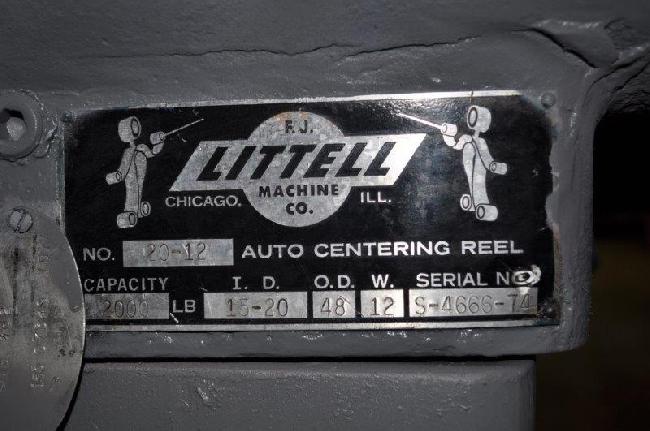 F.J.
LITTELL
MACHINE
CHICAGO. CO. ILL.
NO. 20-12 AUTO CENTERING REEL
CAPACITY I. D. O.D. W. SERIAL NO
2000 LB 15-20 48 12 S-4666-74